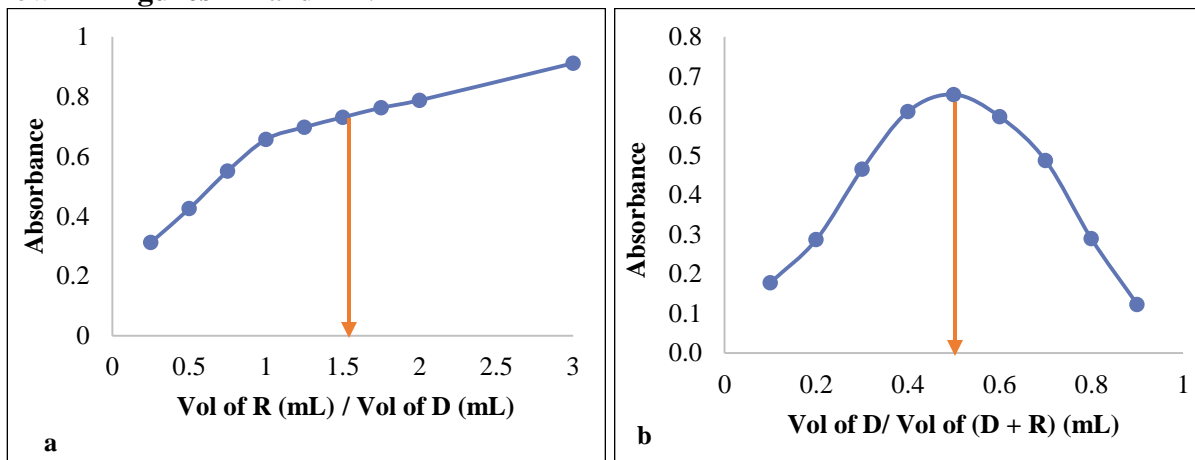 1
0.8
0.6
0.4
0.2
0
Absorbance
0 0.5 1 1.5 2 2.5 3
Vol of R (mL) / Vol of D (mL)
a
0.8
0.7
0.6
0.5
0.4
0.3
0.2
0.1
0.0
Absorbance
0 0.2 0.4 0.6 0.8 1
Vol of D/ Vol of (D + R) (mL)
b